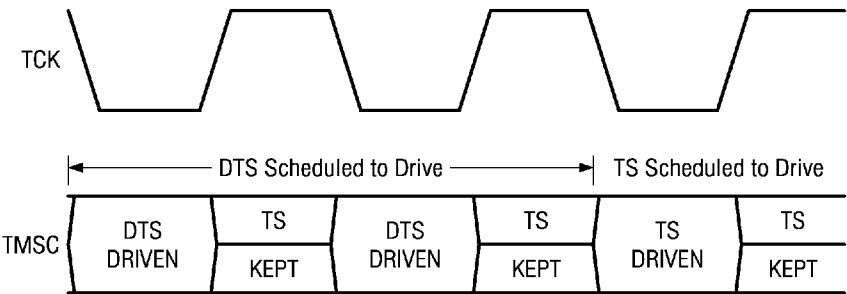 TCK
DTS Scheduled to Drive TS Scheduled to Drive
TMSC
DTS DRIVEN
TS
KEPT
DTS DRIVEN
TS
KEPT
TS DRIVEN
TS
KEPT